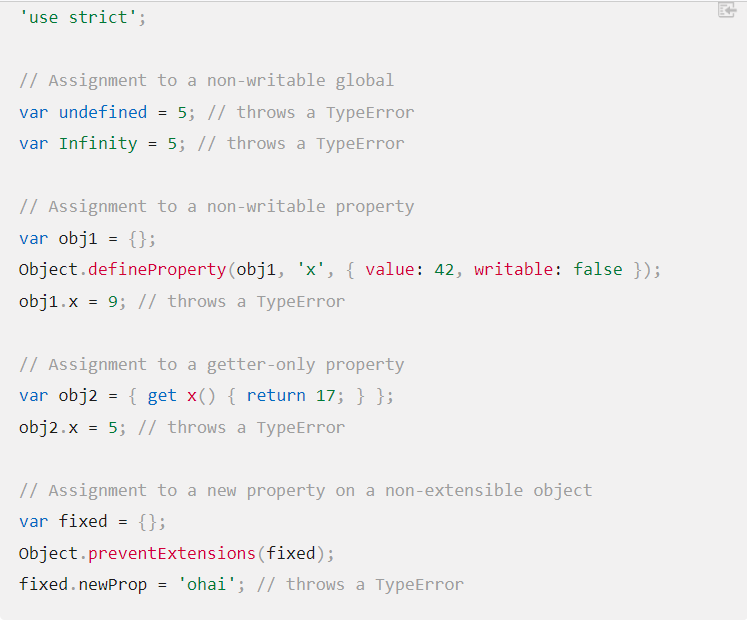 'use strict';
// Assignment to a non-writable global
var undefined = 5; // throws a TypeError
var Infinity = 5; // throws a TypeError
// Assignment to a non-writable property
var obj1 = {};
Object.defineProperty(obj1, 'x', { value: 42, writable: false });
obj1.x = 9; // throws a TypeError
// Assignment to a getter-only property
var obj2 = { get x() { return 17; } };
obj2.x = 5; // throws a TypeError
// Assignment to a new property on a non-extensible object
var fixed = {};
Object.preventExtensions(fixed);
fixed.newProp = 'ohai'; // throws a TypeError